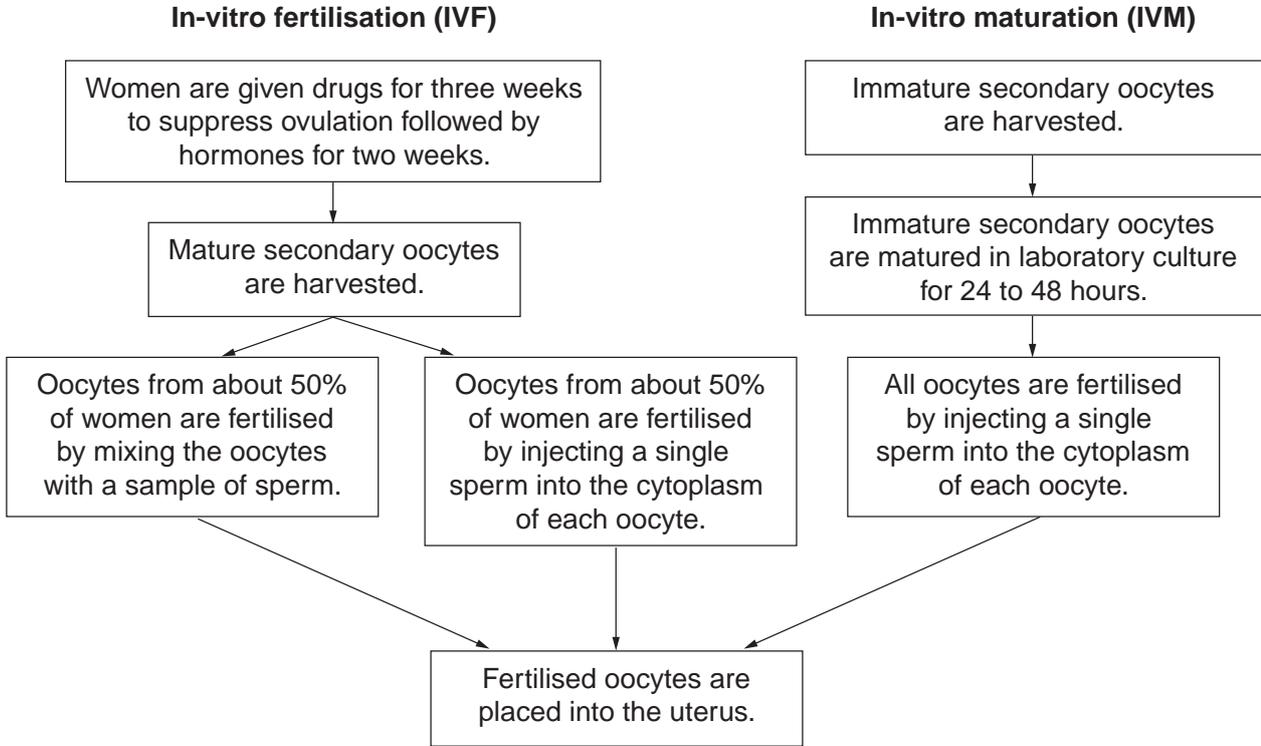 In-vitro fertilisation (IVF)
Women are given drugs for three weeks
to suppress ovulation followed by
hormones for two weeks.
Mature secondary oocytes
are harvested.
Oocytes from about 50%
of women are fertilised
by mixing the oocytes
with a sample of sperm.
Oocytes from about 50%
of women are fertilised
by injecting a single
sperm into the cytoplasm
of each oocyte.
In-vitro maturation (IVM)
Immature secondary oocytes
are harvested.
Immature secondary oocytes
are matured in laboratory culture
for 24 to 48 hours.
All oocytes are fertilised
by injecting a single
sperm into the cytoplasm
of each oocyte.
Fertilised oocytes are
placed into the uterus.